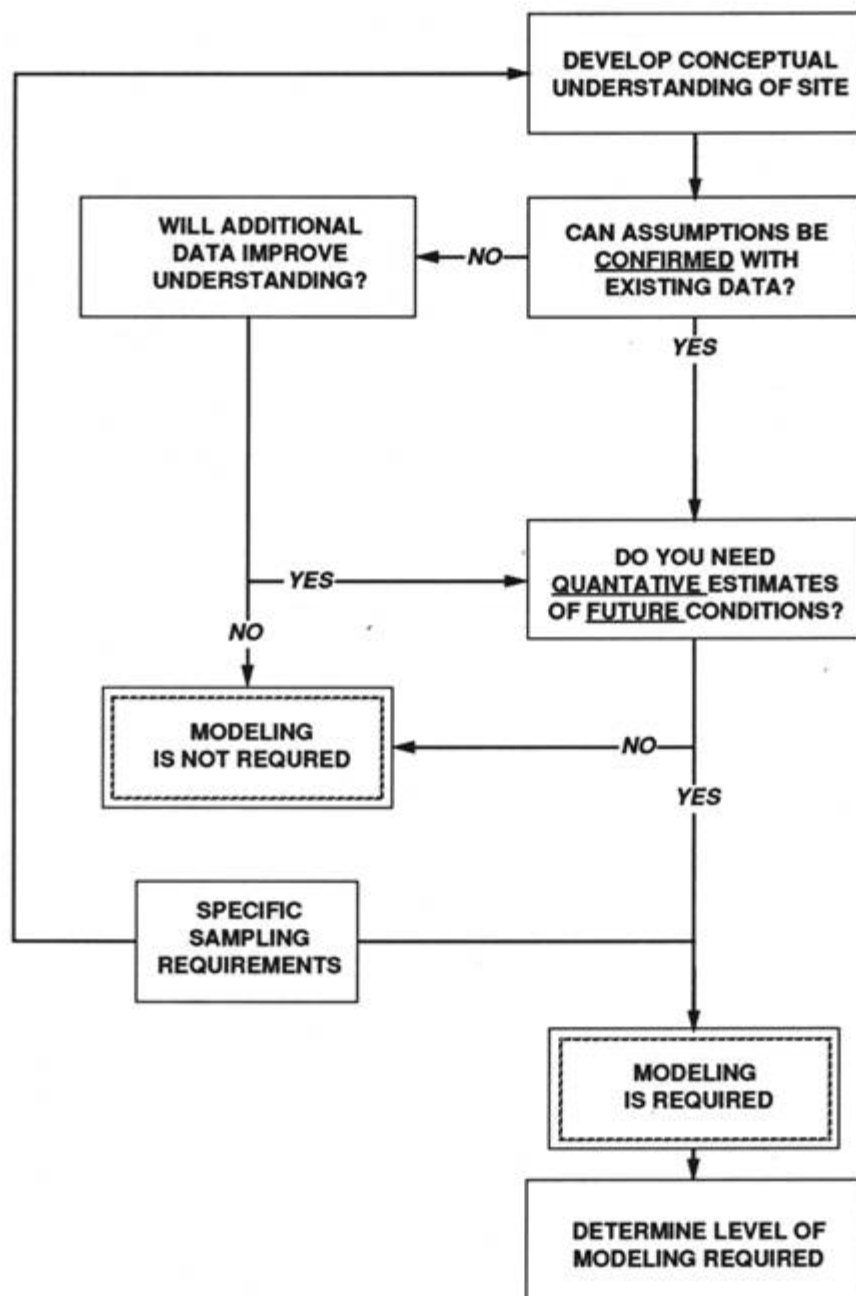 DEVELOP CONCEPTUAL
UNDERSTANDING OF SITE
WILL ADDITIONAL
DATA IMPROVE
UNDERSTANDING?
NO
CAN ASSUMPTIONS BE
CONFIRMED WITH
EXISTING DATA?
YES
DO YOU NEED
QUANTATIVE ESTIMATES
OF FUTURE CONDITIONS?
YES
NO
MODELING
IS NOT REQURED
NO
YES
SPECIFIC
SAMPLING
REQUIREMENTS
MODELING
IS REQUIRED
DETERMINE LEVEL OF
MODELING REQUIRED